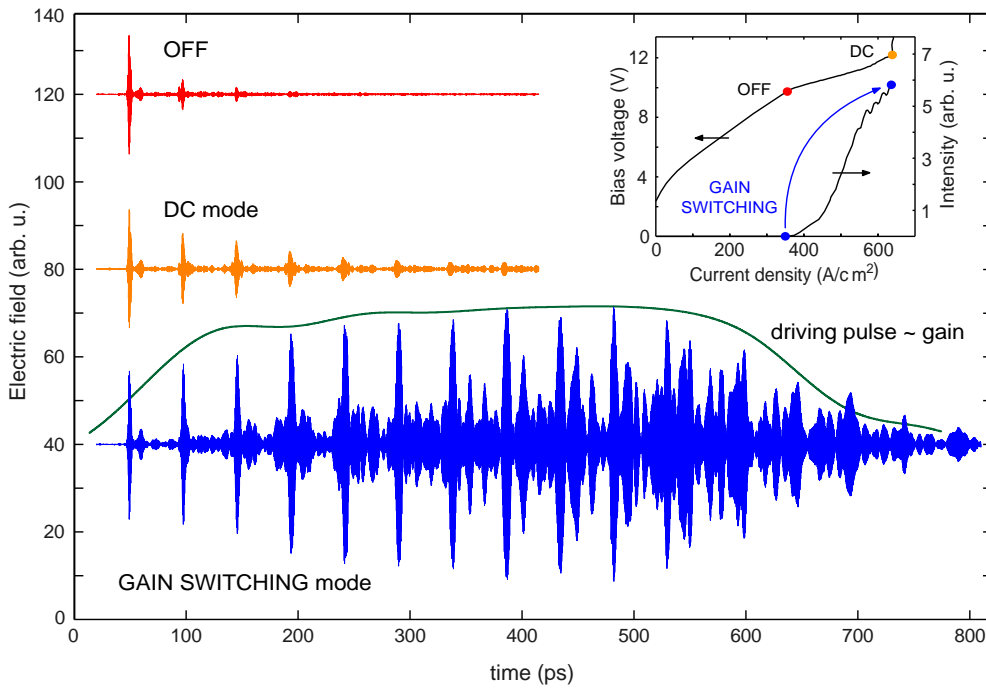 140
120
100
80
60
40
20
0
Electric field (arb. u.)
0
100
200
300
400
500
600
700
800
time (ps)
OFF
DC mode
GAIN SWITCHING mode
driving pulse ~ gain
12
8
4
0
Bias voltage (V)
0
200
400
600
Current density (A/c m²)
7
5
3
1
Intensity (arb. u.)
OFF
DC
GAIN
SWITCHING